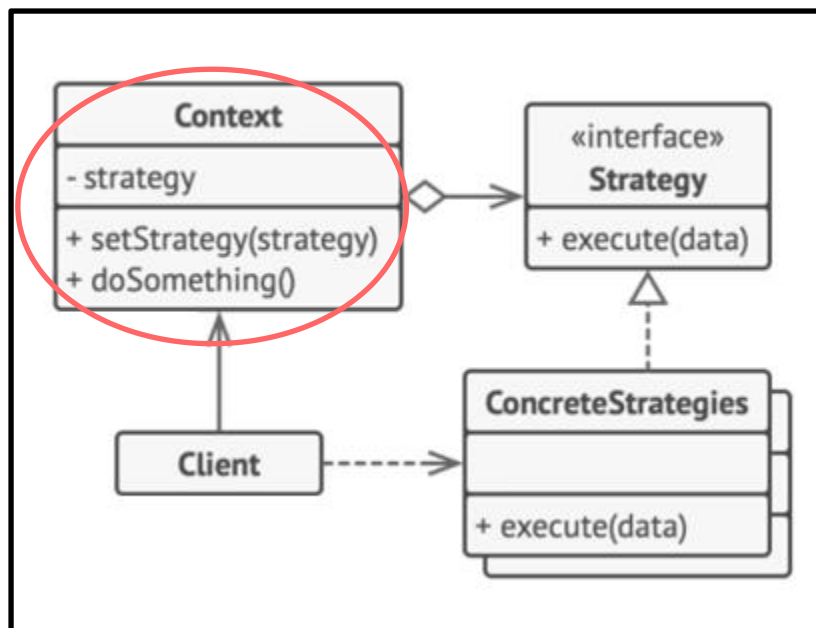 Context
- strategy
+ setStrategy(strategy)
+ doSomething()
«interface»
Strategy
+ execute(data)
Client
ConcreteStrategies
+ execute(data)